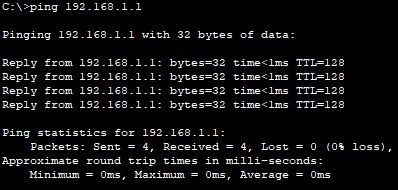 C:\>ping 192.168.1.1
Pinging 192.168.1.1 with 32 bytes of data:
Reply from 192.168.1.1: bytes=32 time<1ms TTL=128
Reply from 192.168.1.1: bytes=32 time<1ms TTL=128
Reply from 192.168.1.1: bytes=32 time<1ms TTL=128
Reply from 192.168.1.1: bytes=32 time<1ms TTL=128
Ping statistics for 192.168.1.1:
Packets: Sent = 4, Received = 4, Lost = 0 (0% loss),
Approximate round trip times in milli-seconds:
Minimum = 0ms, Maximum = 0ms, Average = 0ms